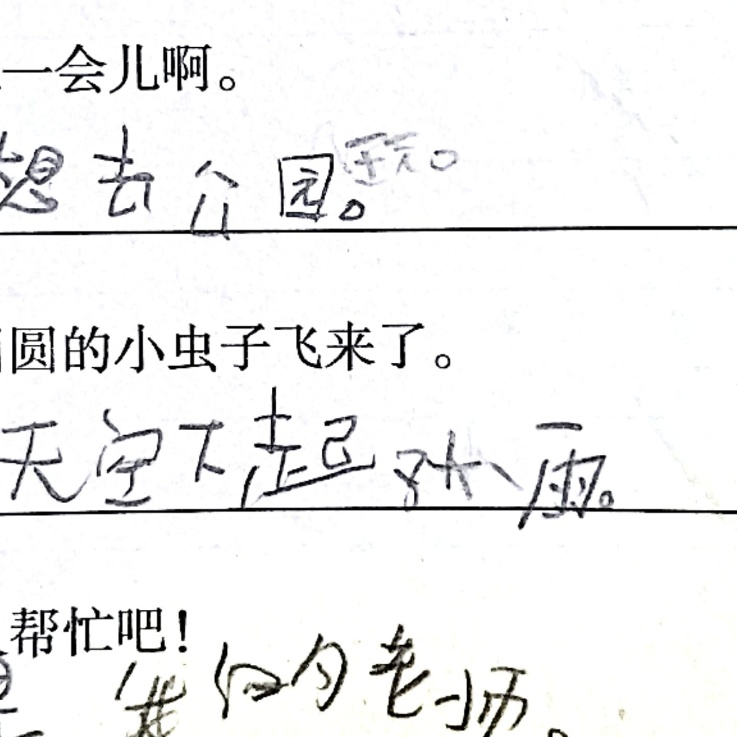 一会儿啊。
想去公园。玩。
圆的小虫子飞来了。
天空下起小雨。
帮忙吧！
我们的老师。